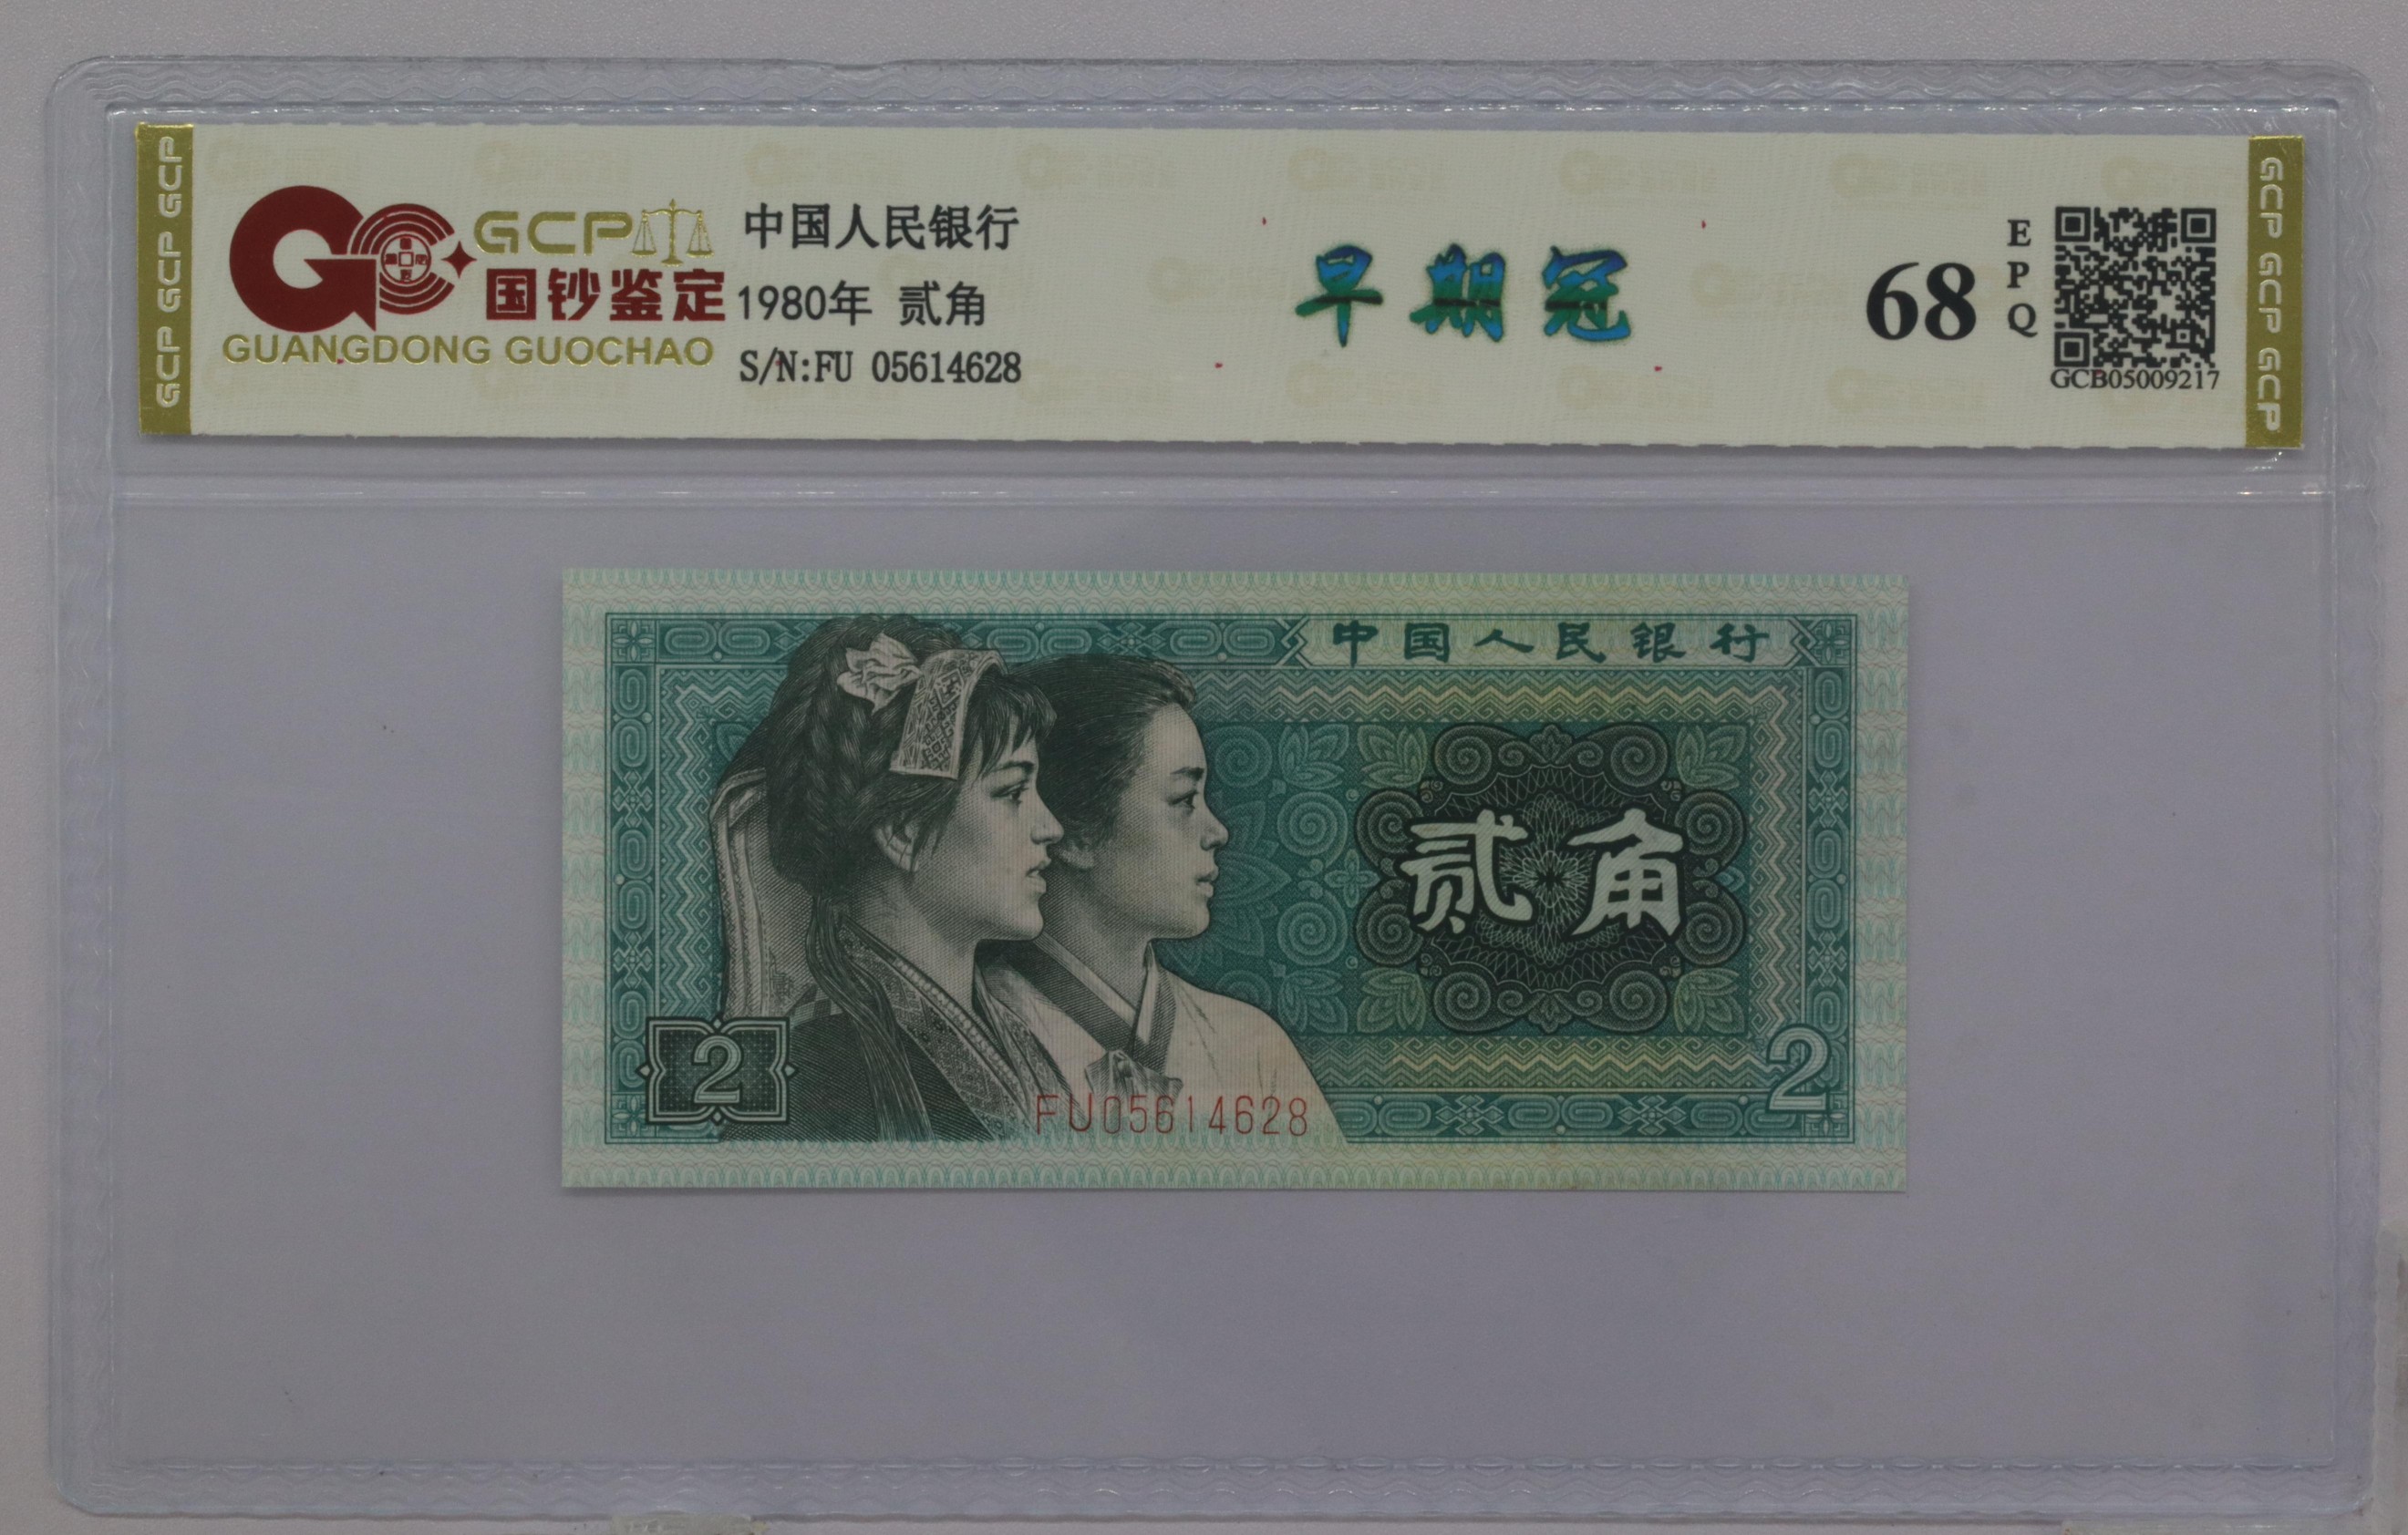 GCP GCP GCP
GCP
国钞鉴定
GUANGDONG GUOCHAO
中国人民银行
1980年 贰角
S/N:FU 05614628
早期冠
68
EPQ
GCB05009217
GCP GCP GCP
中国人民银行
贰角
2
FU05614628
2